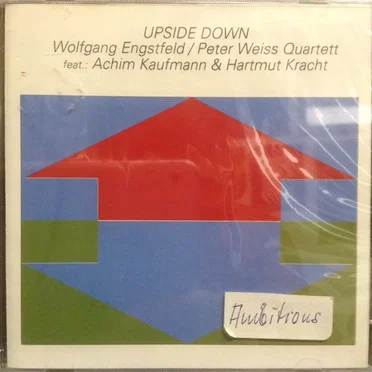 UPSIDE DOWN
Wolfgang Engstfeld / Peter Weiss Quartett
feat.: Achim Kaufmann & Hartmut Kracht
Ambitious